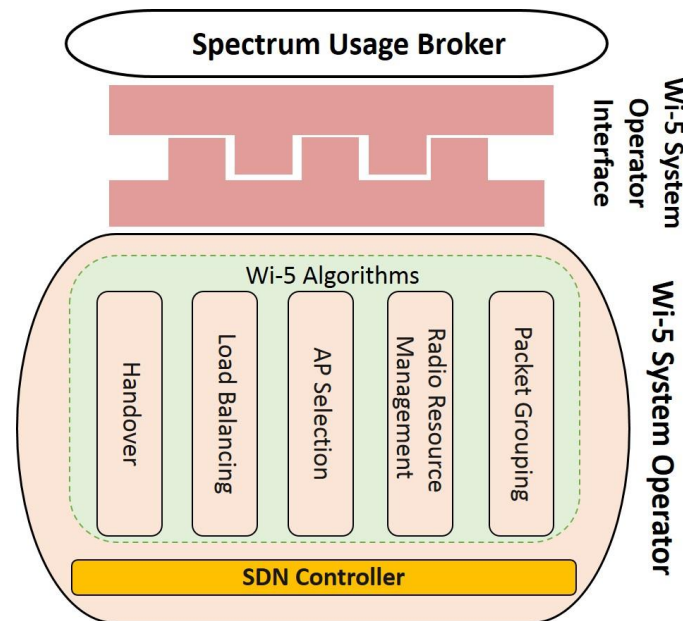 Spectrum Usage Broker
Wi-5 System
Operator
Interface
Wi-5 Algorithms
Handover
Load Balancing
AP Selection
Radio Resource
Management
Packet Grouping
Wi-5 System Operator
SDN Controller